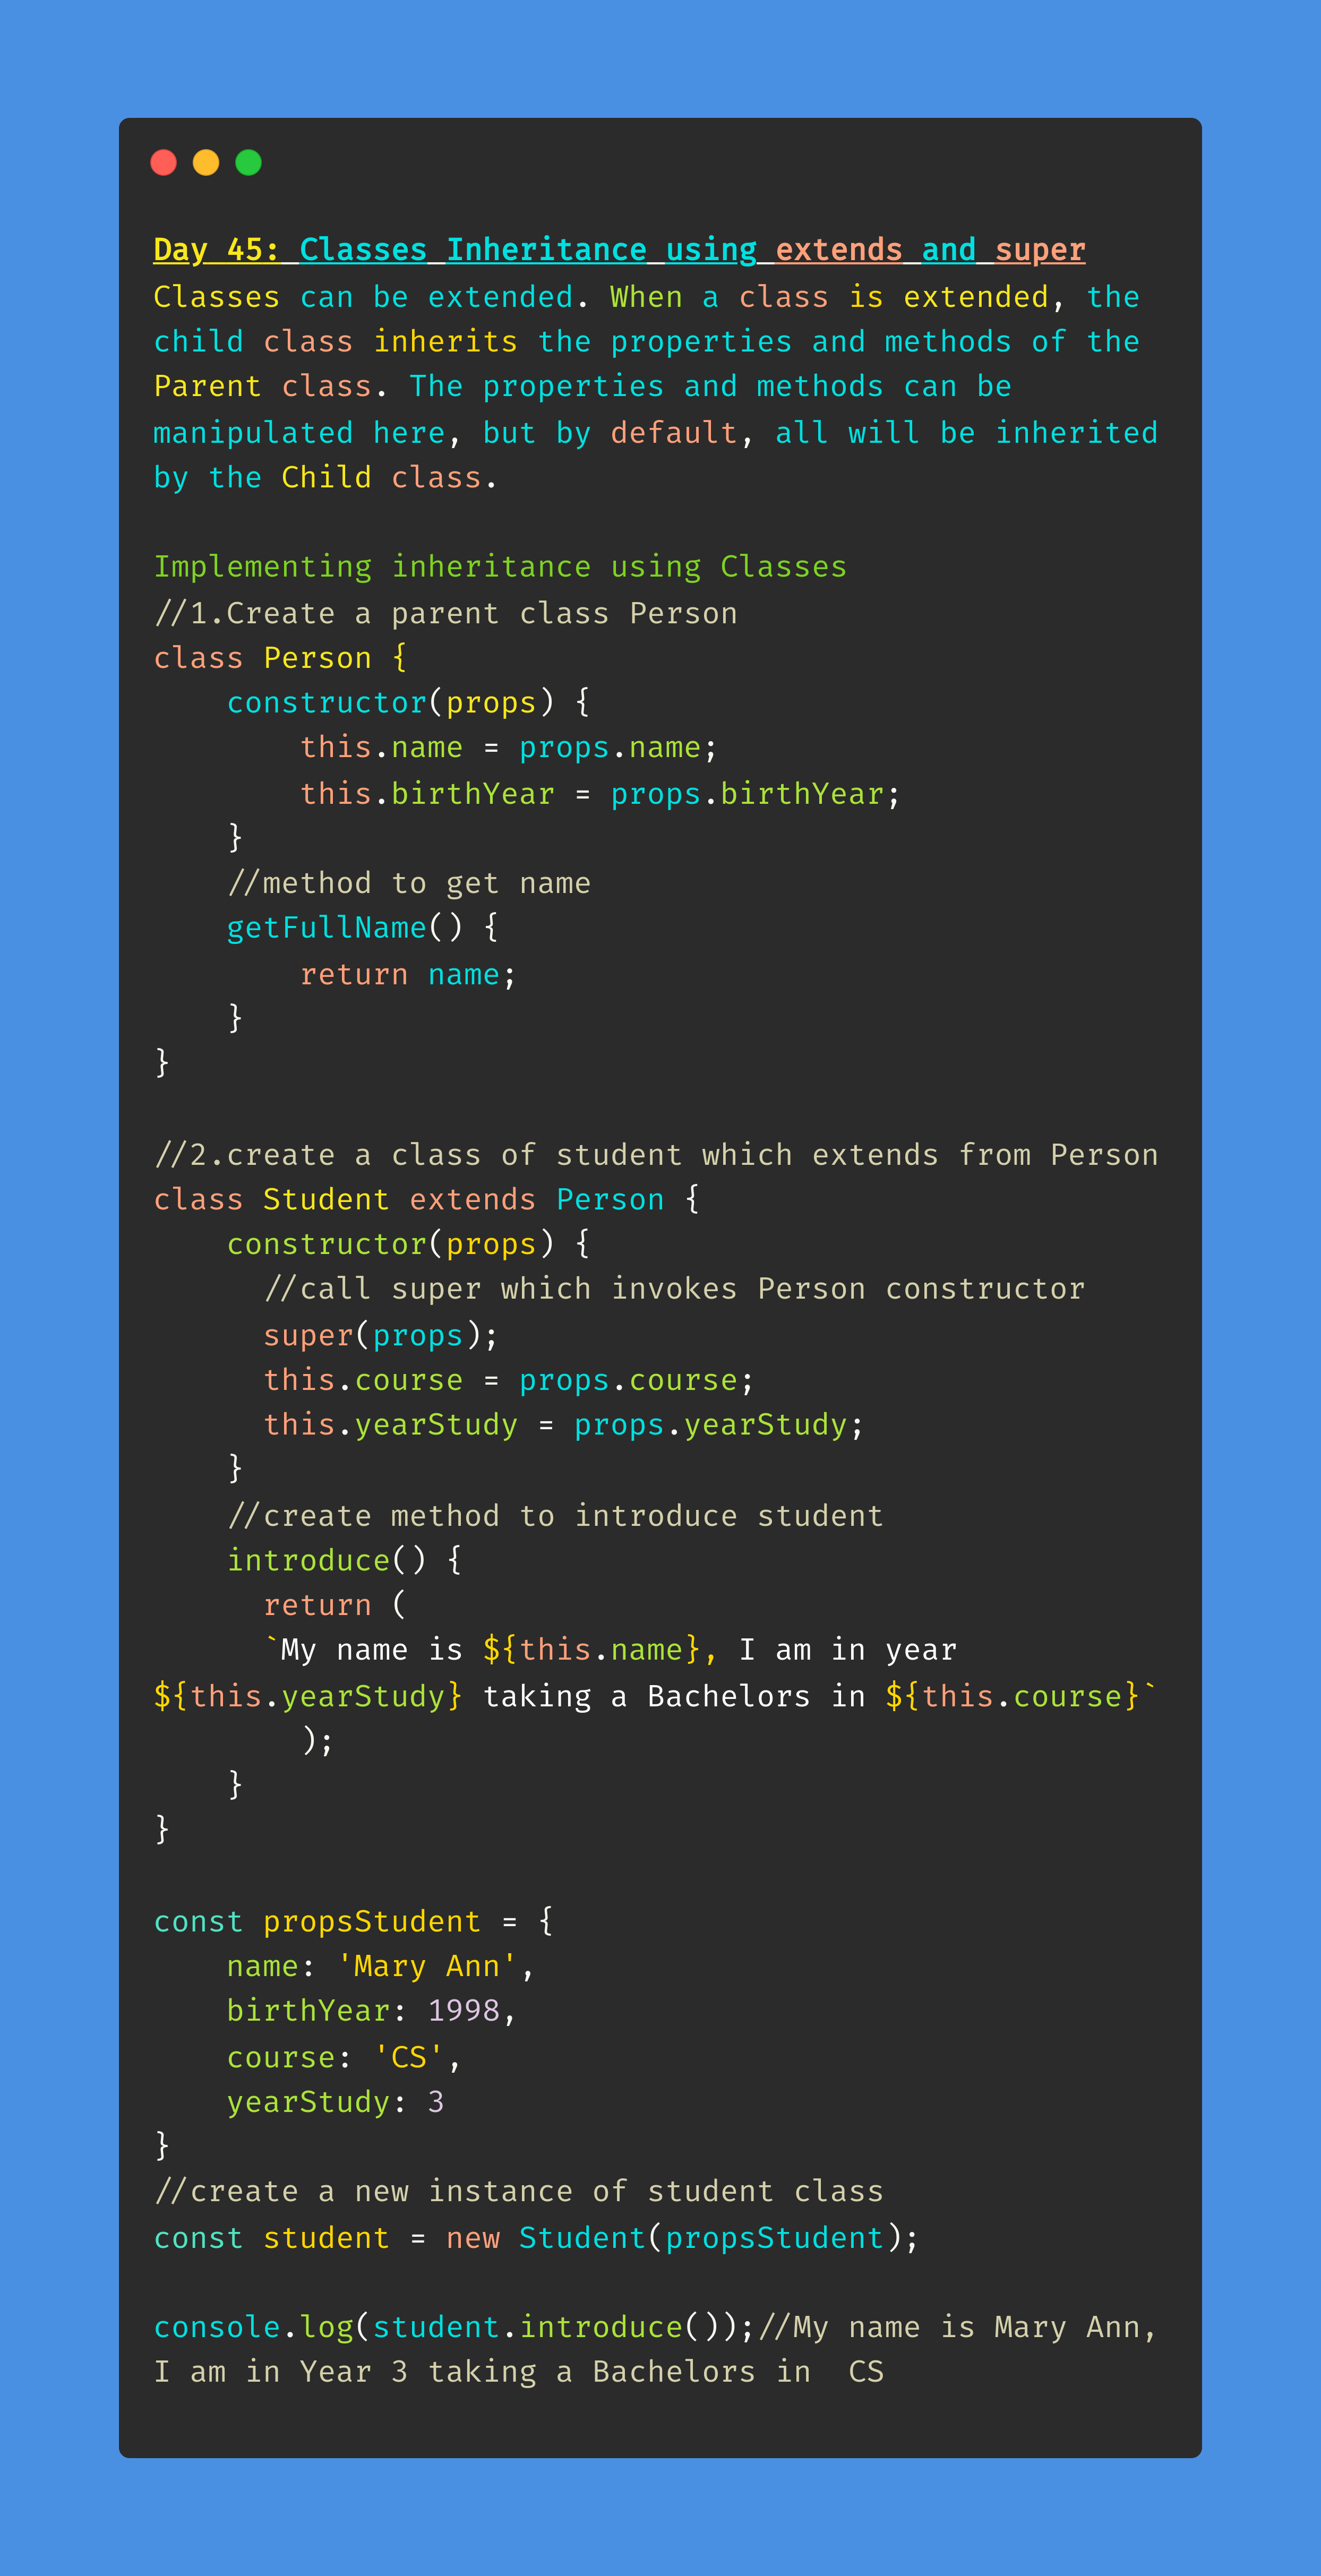 Day 45: Classes Inheritance using extends and super
Classes can be extended. When a class is extended, the
child class inherits the properties and methods of the
Parent class. The properties and methods can be
manipulated here, but by default, all will be inherited
by the Child class.

Implementing inheritance using Classes
//1.Create a parent class Person
class Person {
    constructor(props) {
        this.name = props.name;
        this.birthYear = props.birthYear;
    }
    //method to get name
    getFullName() {
        return name;
    }
}

//2.create a class of student which extends from Person
class Student extends Person {
    constructor(props) {
      //call super which invokes Person constructor
      super(props);
      this.course = props.course;
      this.yearStudy = props.yearStudy;
    }
    //create method to introduce student
    introduce() {
      return (
      `My name is ${this.name}, I am in year
${this.yearStudy} taking a Bachelors in ${this.course}`
        );
    }
}

const propsStudent = {
    name: 'Mary Ann',
    birthYear: 1998,
    course: 'CS',
    yearStudy: 3
}
//create a new instance of student class
const student = new Student(propsStudent);

console.log(student.introduce());//My name is Mary Ann,
I am in Year 3 taking a Bachelors in  CS